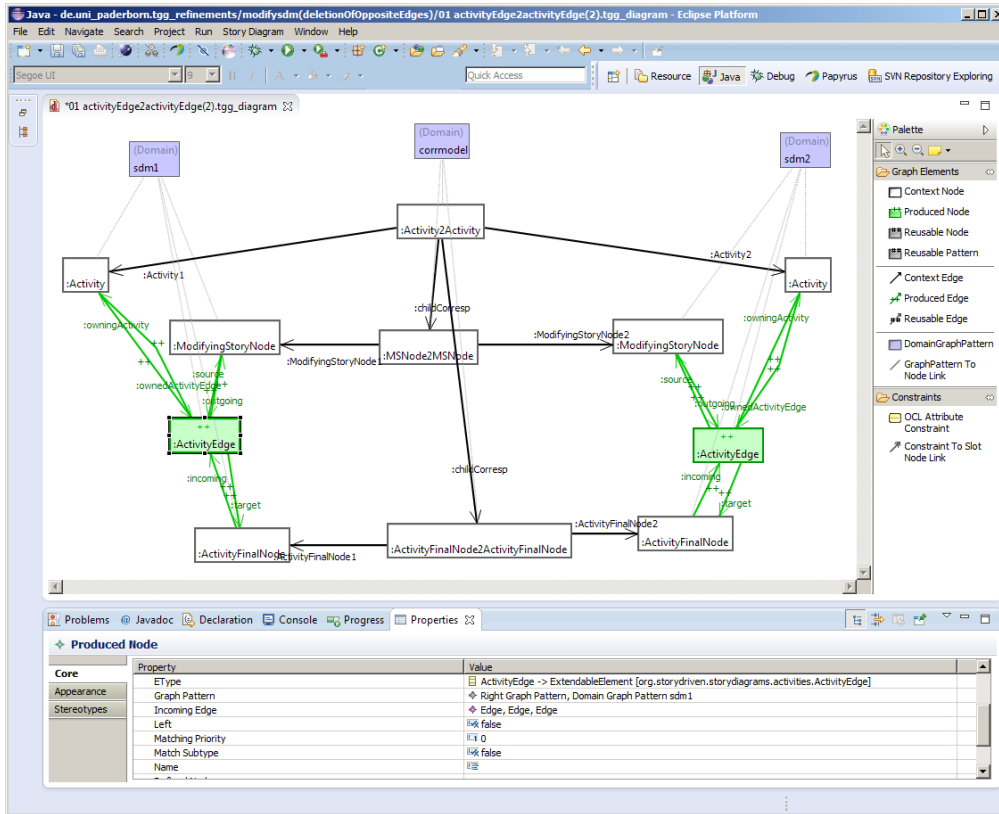 Java - de.uni_paderborn.tgg_refinements/modifysdm(deletionOfOppositeEdges)/01 activityEdge2activityEdge(2).tgg_diagram - Eclipse Platform
File Edit Navigate Search Project Run Story Diagram Window Help
Segoe UI 9 B I A Quick Access Resource Java Debug Papyrus SVN Repository Exploring
*01 activityEdge2activityEdge(2).tgg_diagram
Palette
(Domain)
sdm1
(Domain)
corrmodel
(Domain)
sdm2
Graph Elements
Context Node
Produced Node
Reusable Node
Reusable Pattern
Context Edge
Produced Edge
Reusable Edge
DomainGraphPattern
GraphPattern To
Node Link
Constraints
OCL Attribute
Constraint
Constraint To Slot
Node Link
:Activity2Activity
:Activity1
:Activity2
:Activity
:Activity
:childCorresp
:owningActivity
:owningActivity
++
++
++
++
:ModifyingStoryNode
:ModifyingStoryNode1
:MSNode2MSNode
:ModifyingStoryNode2
:ModifyingStoryNode
:source
++
++
:ownedActivityEdge
:outgoing
:source
++
++
:outgoing
:ownedActivityEdge
++
:ActivityEdge
++
:ActivityEdge
:childCorresp
:incoming
++
++
:target
:incoming
++
++
:target
:ActivityFinalNode
:ActivityFinalNode1
:ActivityFinalNode2ActivityFinalNode
:ActivityFinalNode2
:ActivityFinalNode
Problems @ Javadoc Declaration Console Progress Properties
Produced Node
Core
Appearance
Stereotypes
Property Value
EType ActivityEdge -> ExtendableElement [org.storydriven.storydiagrams.activities.ActivityEdge]
Graph Pattern Right Graph Pattern, Domain Graph Pattern sdm1
Incoming Edge Edge, Edge, Edge
Left false
Matching Priority 0
Match Subtype false
Name